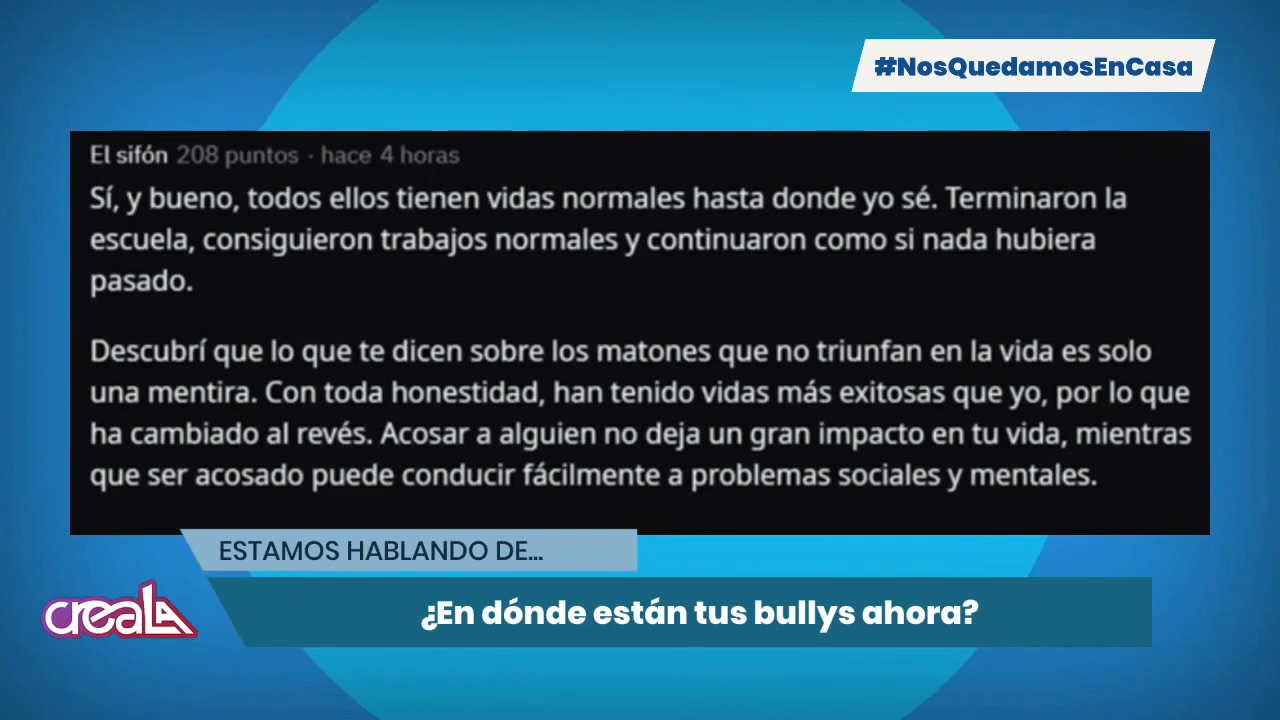 #NosQuedamosEnCasa
El sifón 208 puntos · hace 4 horas
Sí, y bueno, todos ellos tienen vidas normales hasta donde yo sé. Terminaron la
escuela, consiguieron trabajos normales y continuaron como si nada hubiera
pasado.
Descubrí que lo que te dicen sobre los matones que no triunfan en la vida es solo
una mentira. Con toda honestidad, han tenido vidas más exitosas que yo, por lo que
ha cambiado al revés. Acosar a alguien no deja un gran impacto en tu vida, mientras
que ser acosado puede conducir fácilmente a problemas sociales y mentales.
ESTAMOS HABLANDO DE...
¿En dónde están tus bullys ahora?
creaLA